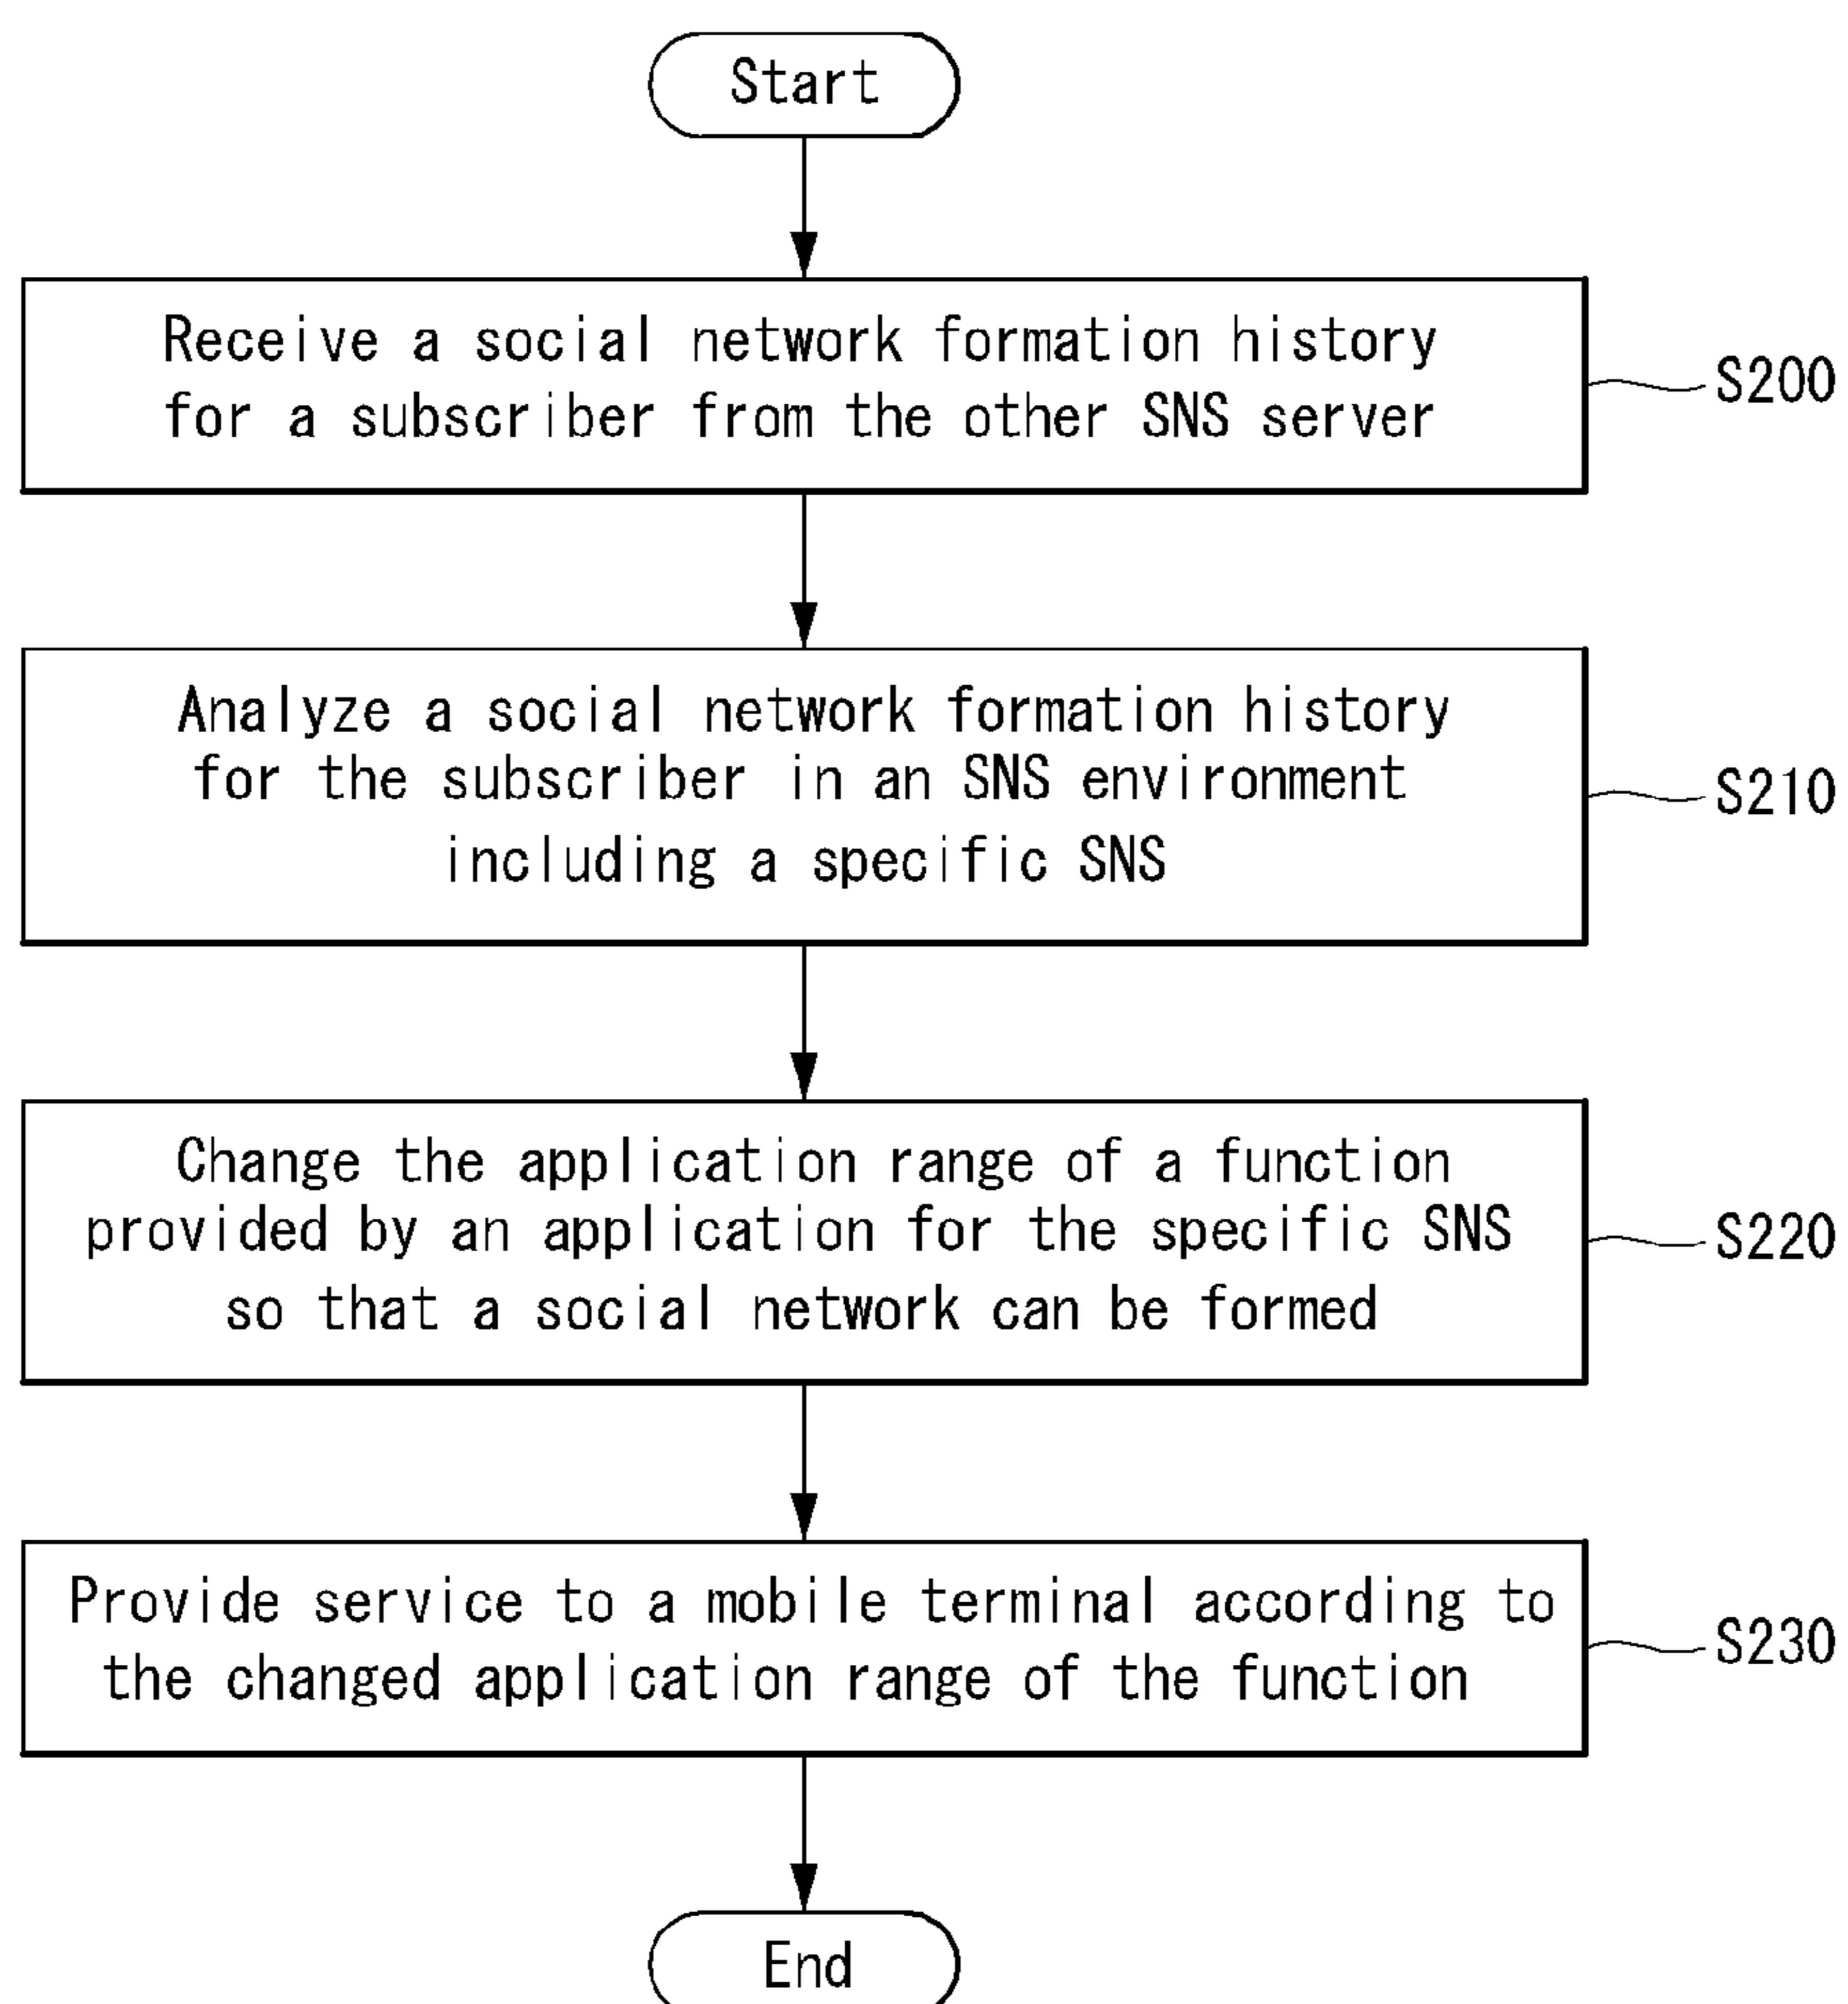 Start
Receive a social network formation history
for a subscriber from the other SNS server
S200
Analyze a social network formation history
for the subscriber in an SNS environment
including a specific SNS
S210
Change the application range of a function
provided by an application for the specific SNS
so that a social network can be formed
S220
Provide service to a mobile terminal according to
the changed application range of the function
S230
End